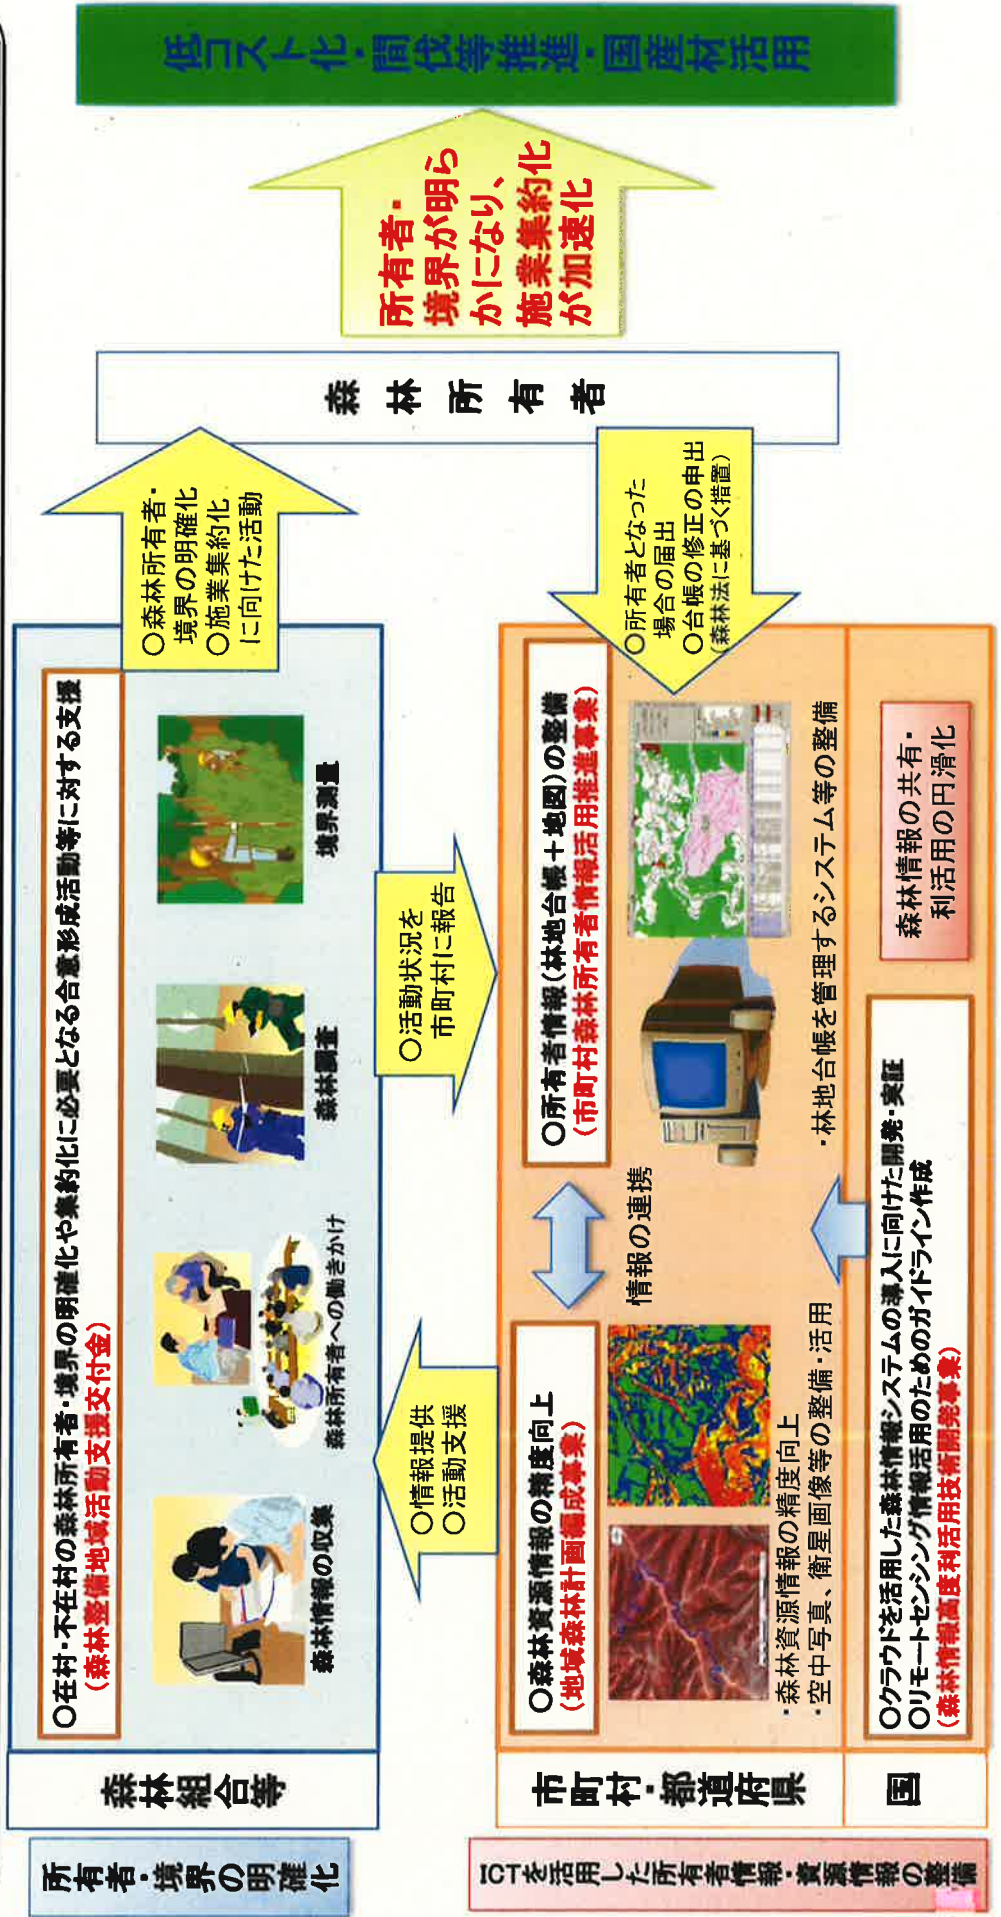 所有者・境界の明確化
森林組合等
○在村・不在村の森林所有者・境界の明確化や集約化に必要となる合意形成活動等に対する支援
（森林整備地域活動支援交付金）
森林情報の収集
森林所有者への働きかけ
森林調査
境界測量
○森林所有者・
境界の明確化
○施業集約化
に向けた活動
○情報提供
○活動支援
○活動状況を
市町村に報告
森林所有者
○所有者となった
場合の届出
○台帳の修正の申出
（森林法に基づく措置）
所有者・
境界が明ら
かになり、
施業集約化
が加速化
低コスト化・間伐等推進・国産材活用
ICTを活用した所有者情報・資源情報の整備
市町村・都道府県
○森林資源情報の精度向上
（地域森林計画編成事業）
・森林資源情報の精度向上
・空中写真、衛星画像等の整備・活用
情報の連携
○所有者情報（林地台帳＋地図）の整備
（市町村森林所有者情報活用推進事業）
・林地台帳を管理するシステム等の整備
国
○クラウドを活用した森林情報システムの導入に向けた開発・実証
○リモートセンシング情報活用のためのガイドライン作成
（森林情報高度利活用技術開発事業）
森林情報の共有・
利活用の円滑化